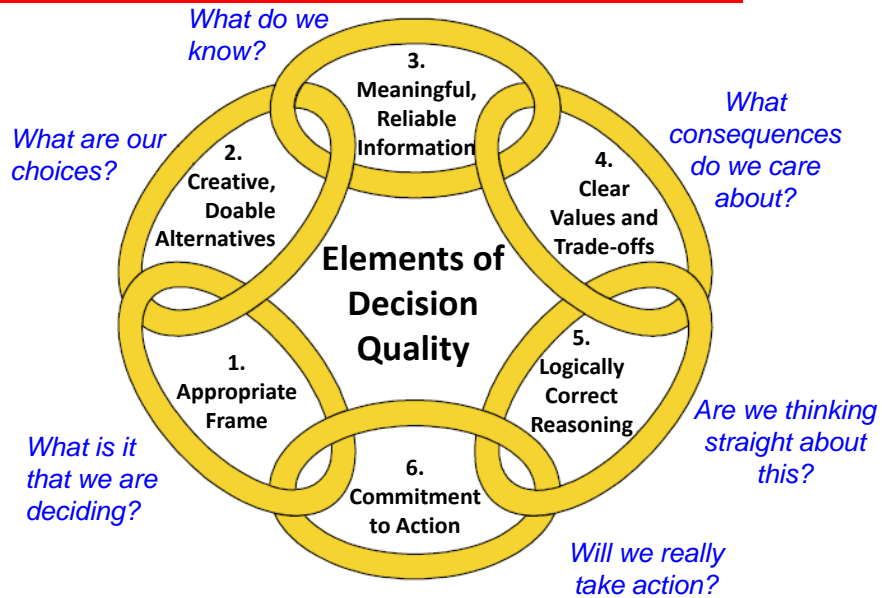 What do we
know?
3.
Meaningful,
Reliable
Information
What are our
choices?
2.
Creative,
Doable
Alternatives
What
consequences
do we care
about?
4.
Clear
Values and
Trade-offs
Elements of
Decision
Quality
1.
Appropriate
Frame
5.
Logically
Correct
Reasoning
What is it
that we are
deciding?
Are we thinking
straight about
this?
6.
Commitment
to Action
Will we really
take action?